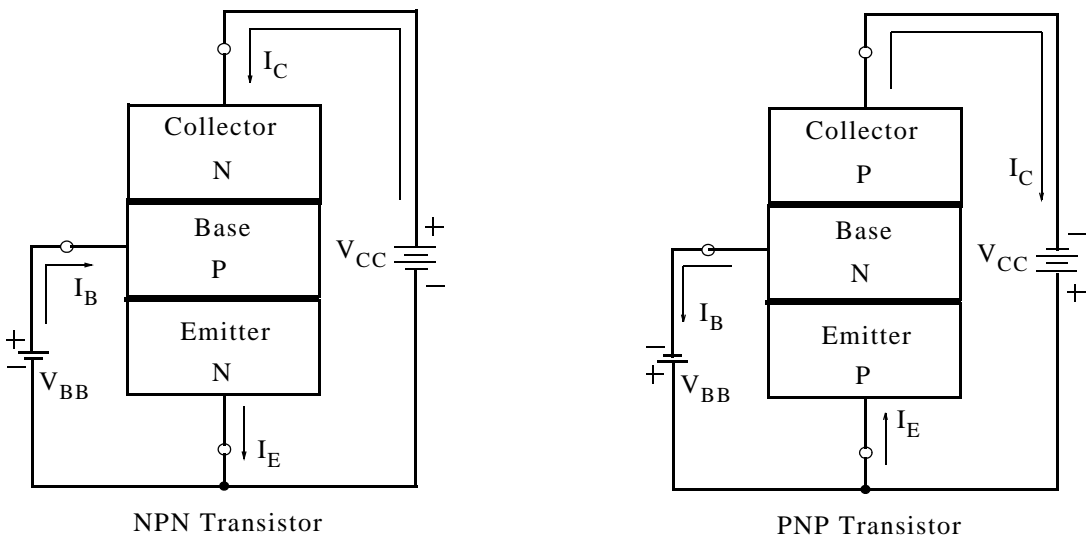 I_C
Collector
N
Base
P
+
V_CC
−
I_B
+
−
V_BB
Emitter
N
I_E
NPN Transistor
Collector
P
I_C
Base
N
−
V_CC
+
I_B
−
+
V_BB
Emitter
P
I_E
PNP Transistor